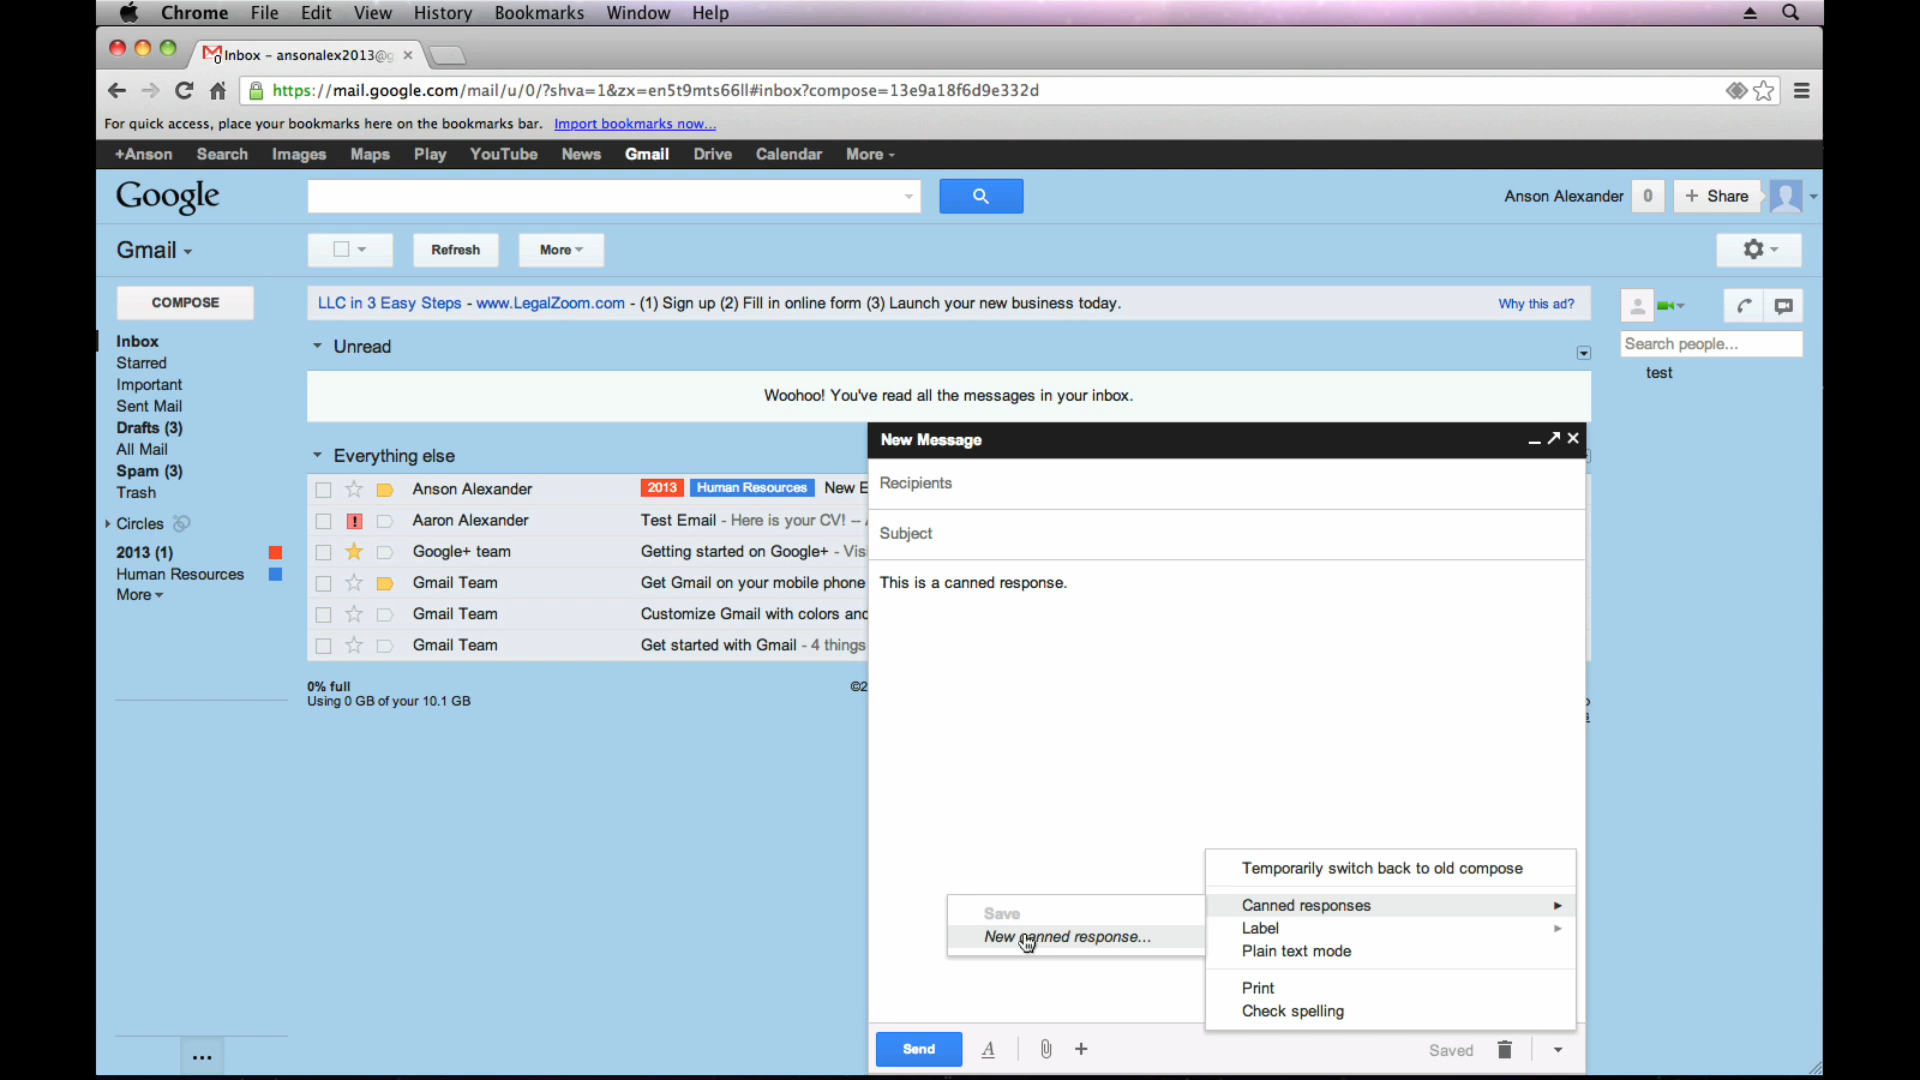 Chrome File Edit View History Bookmarks Window Help
Inbox - ansonalex2013@g
https://mail.google.com/mail/u/0/?shva=1&zx=en5t9mts66ll#inbox?compose=13e9a18f6d9e332d
For quick access, place your bookmarks here on the bookmarks bar. Import bookmarks now...
+Anson Search Images Maps Play YouTube News Gmail Drive Calendar More
Google
Anson Alexander 0 + Share
Gmail
Refresh
More
COMPOSE
LLC in 3 Easy Steps - www.LegalZoom.com - (1) Sign up (2) Fill in online form (3) Launch your new business today. Why this ad?
Inbox
Starred
Important
Sent Mail
Drafts (3)
All Mail
Spam (3)
Trash
Circles
2013 (1)
Human Resources
More
Unread
Woohoo! You've read all the messages in your inbox.
Everything else
Anson Alexander 2013 Human Resources New E
Aaron Alexander Test Email - Here is your CV! --
Google+ team Getting started on Google+ - Vis
Gmail Team Get Gmail on your mobile phone
Gmail Team Customize Gmail with colors and
Gmail Team Get started with Gmail - 4 things
0% full
Using 0 GB of your 10.1 GB
©2
Search people...
test
New Message
Recipients
Subject
This is a canned response.
Temporarily switch back to old compose
Canned responses
Label
Plain text mode
Print
Check spelling
Save
New canned response...
Send A + Saved